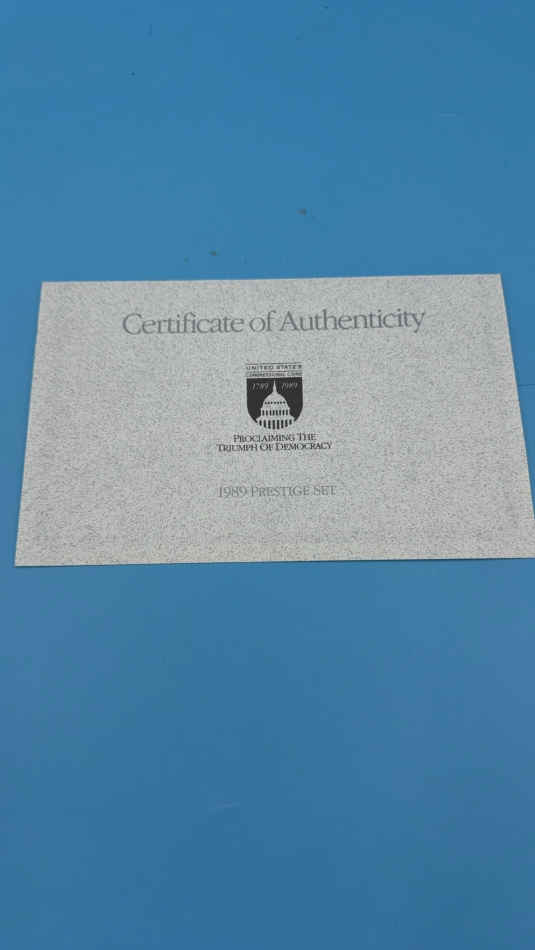 Certificate of Authenticity
UNITED STATES
CONGRESSIONAL COINS
1789 1989
PROCLAIMING THE
TRIUMPH OF DEMOCRACY
1989 PRESTIGE SET